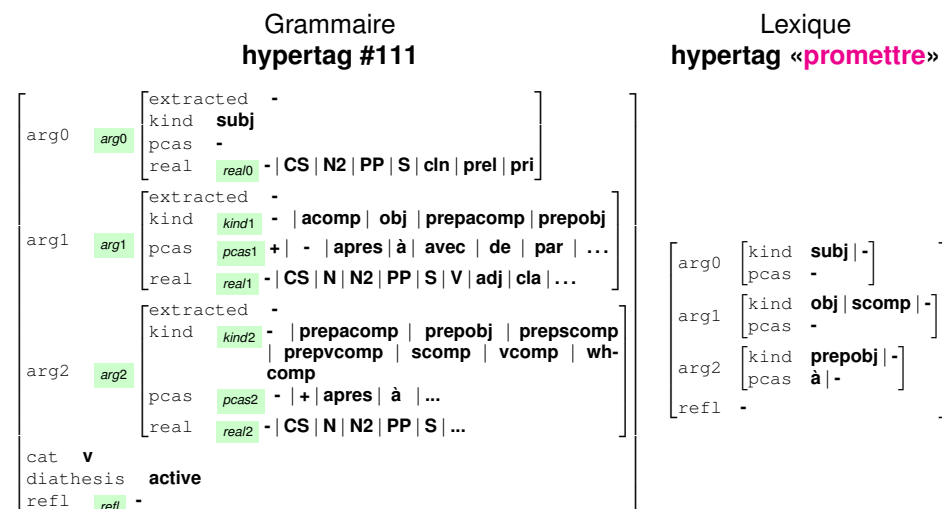 Grammaire
hypertag #111
arg0 arg0 extracted -
kind subj
pcas -
real real0 - | CS | N2 | PP | S | cln | prel | pri
arg1 arg1 extracted -
kind kind1 - | acomp | obj | prepacomp | prepobj
pcas pcas1 + | - | apres | à | avec | de | par | ...
real real1 - | CS | N | N2 | PP | S | V | adj | cla | ...
arg2 arg2 extracted -
kind kind2 - | prepacomp | prepobj | prepscomp
| prepvcomp | scomp | vcomp | wh-
comp
pcas pcas2 - | + | apres | à | ...
real real2 - | CS | N | N2 | PP | S | ...
cat v
diathesis active
refl refl -
Lexique
hypertag «promettre»
arg0 kind subj | -
pcas -
arg1 kind obj | scomp | -
pcas -
arg2 kind prepobj | -
pcas à | -
refl -